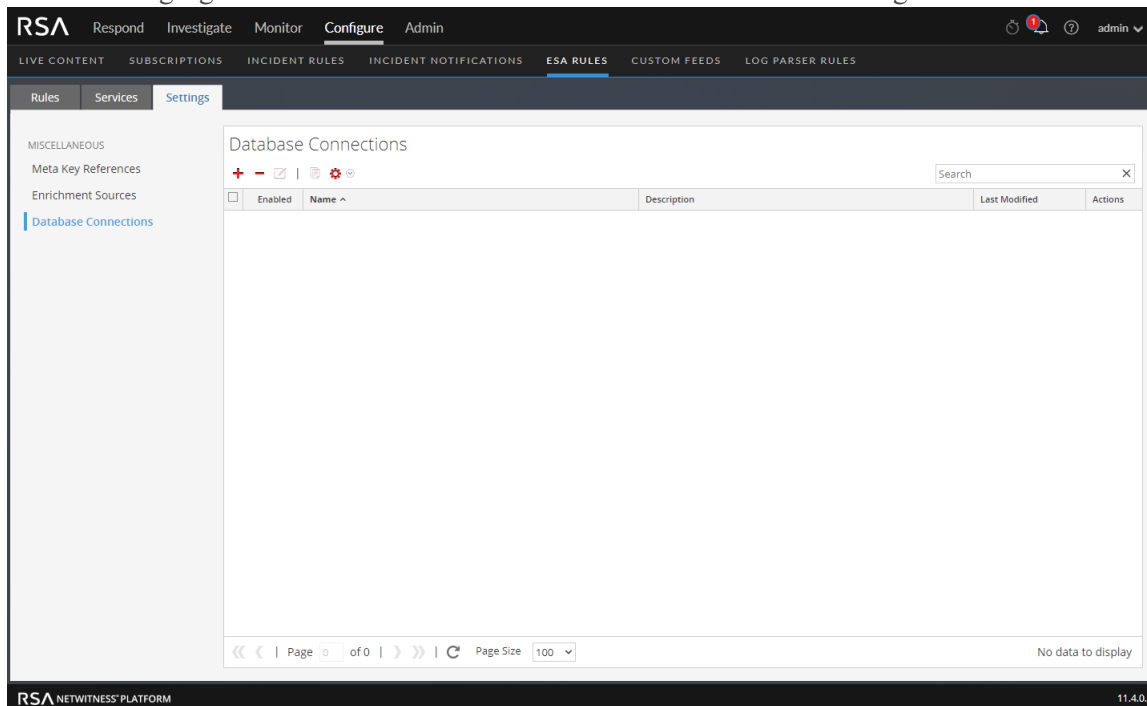 RSA Respond Investigate Monitor Configure Admin 1 ? admin
LIVE CONTENT SUBSCRIPTIONS INCIDENT RULES INCIDENT NOTIFICATIONS ESA RULES CUSTOM FEEDS LOG PARSER RULES
Rules Services Settings
MISCELLANEOUS
Meta Key References
Enrichment Sources
Database Connections
Database Connections
Search
Enabled Name Description Last Modified Actions
Page 0 of 0 Page Size 100 No data to display
RSA NETWITNESS® PLATFORM 11.4.0.